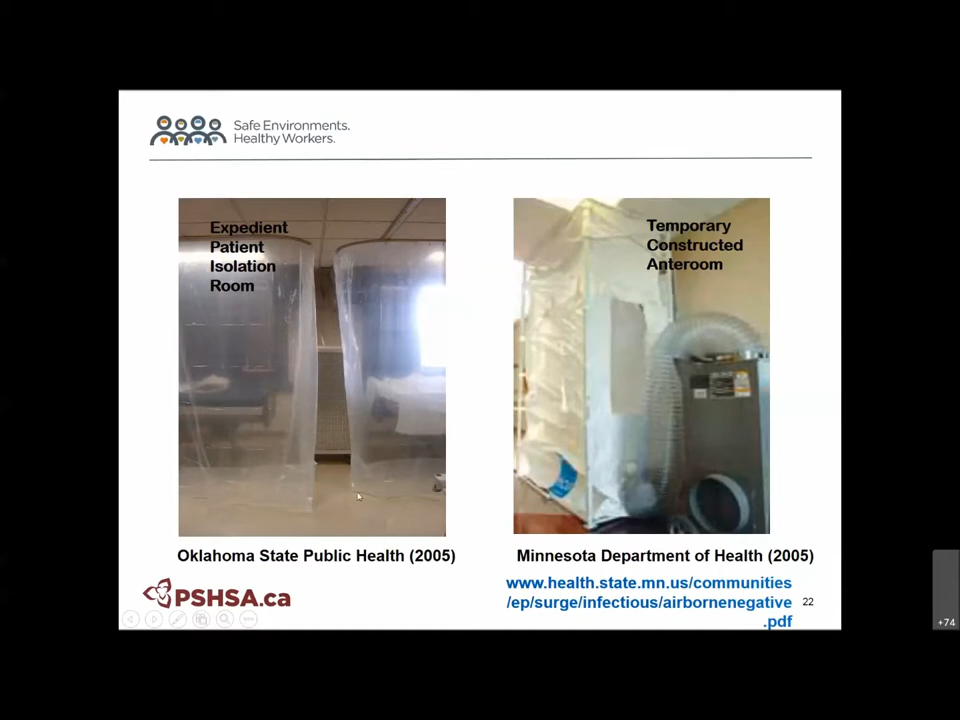 Safe Environments.
Healthy Workers.
Expedient
Patient
Isolation
Room
Temporary
Constructed
Anteroom
Oklahoma State Public Health (2005)
Minnesota Department of Health (2005)
www.health.state.mn.us/communities
/ep/surge/infectious/airbornenegative
.pdf
PSHSA.ca
22
+74